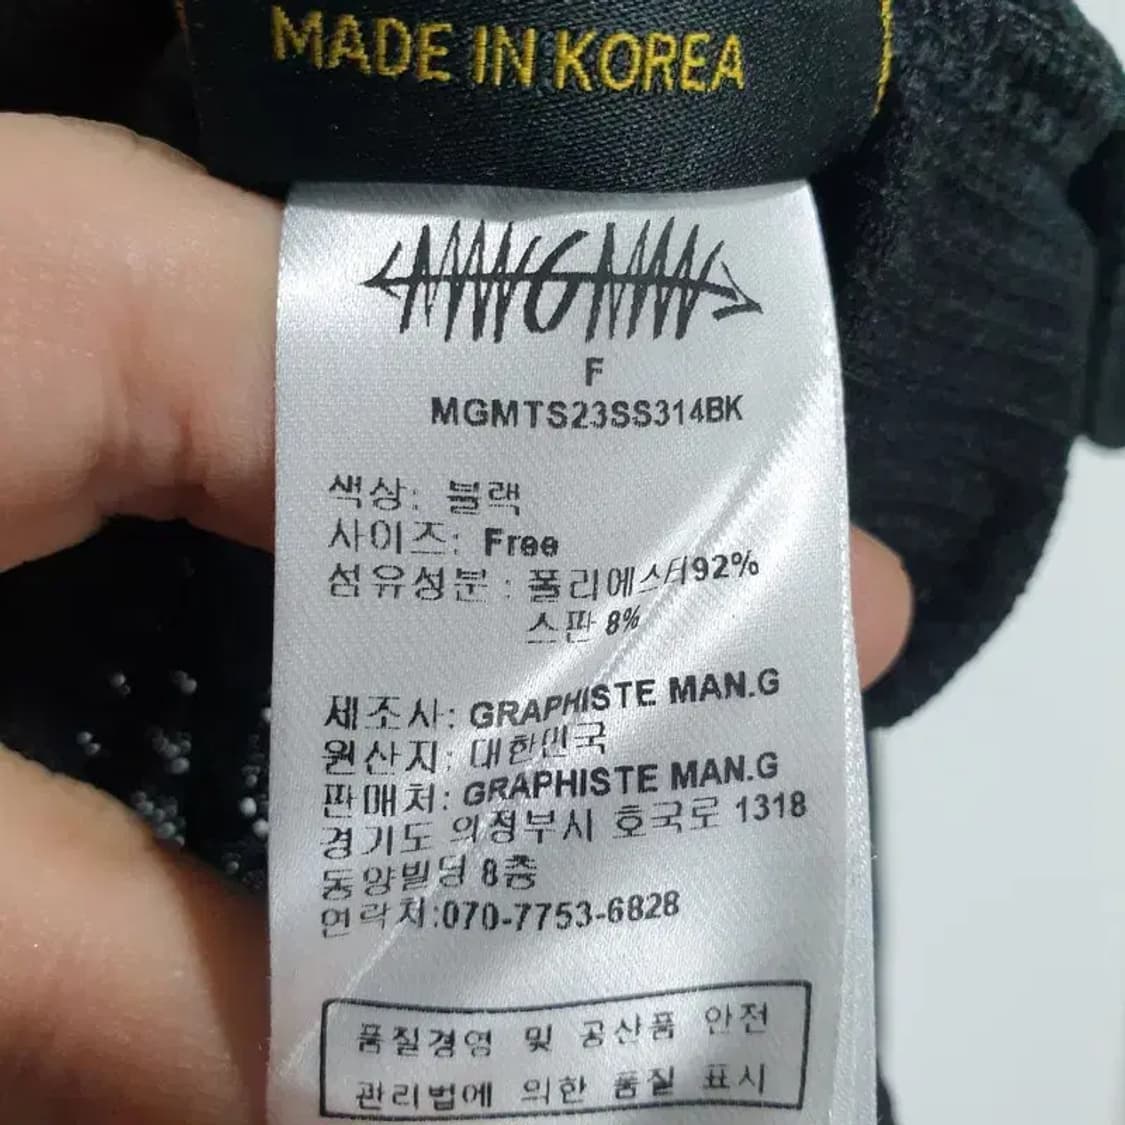 MADE IN KOREA
F
MGMTS23SS314BK
색상: 블랙
사이즈: Free
섬유성분 : 폴리에스터92%
스판 8%
제조사: GRAPHISTE MAN.G
원산지: 대한민국
판매처: GRAPHISTE MAN.G
경기도 의정부시 호국로 1318
동양빌딩 8층
연락처:070-7753-6828
품질경영 및 공산품 안전
관리법에 의한 품질 표시